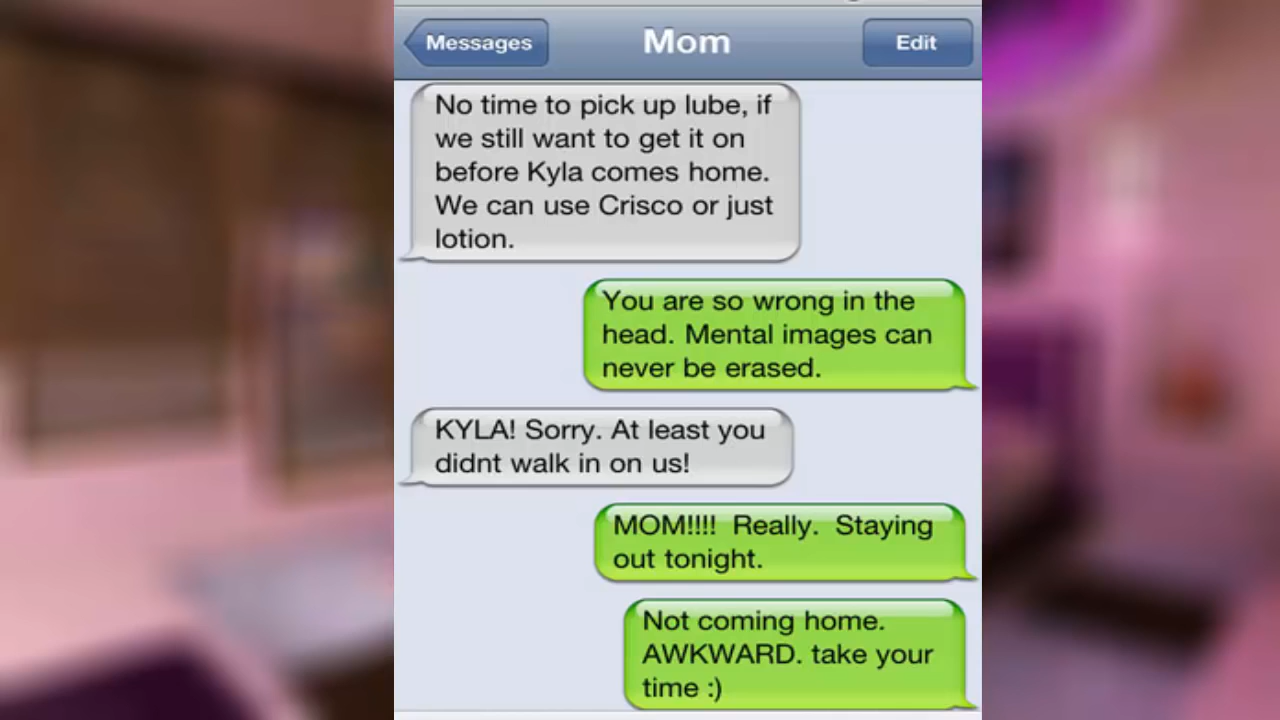 Messages
Mom
Edit
No time to pick up lube, if
we still want to get it on
before Kyla comes home.
We can use Crisco or just
lotion.
You are so wrong in the
head. Mental images can
never be erased.
KYLA! Sorry. At least you
didnt walk in on us!
MOM!!!! Really. Staying
out tonight.
Not coming home.
AWKWARD. take your
time :)